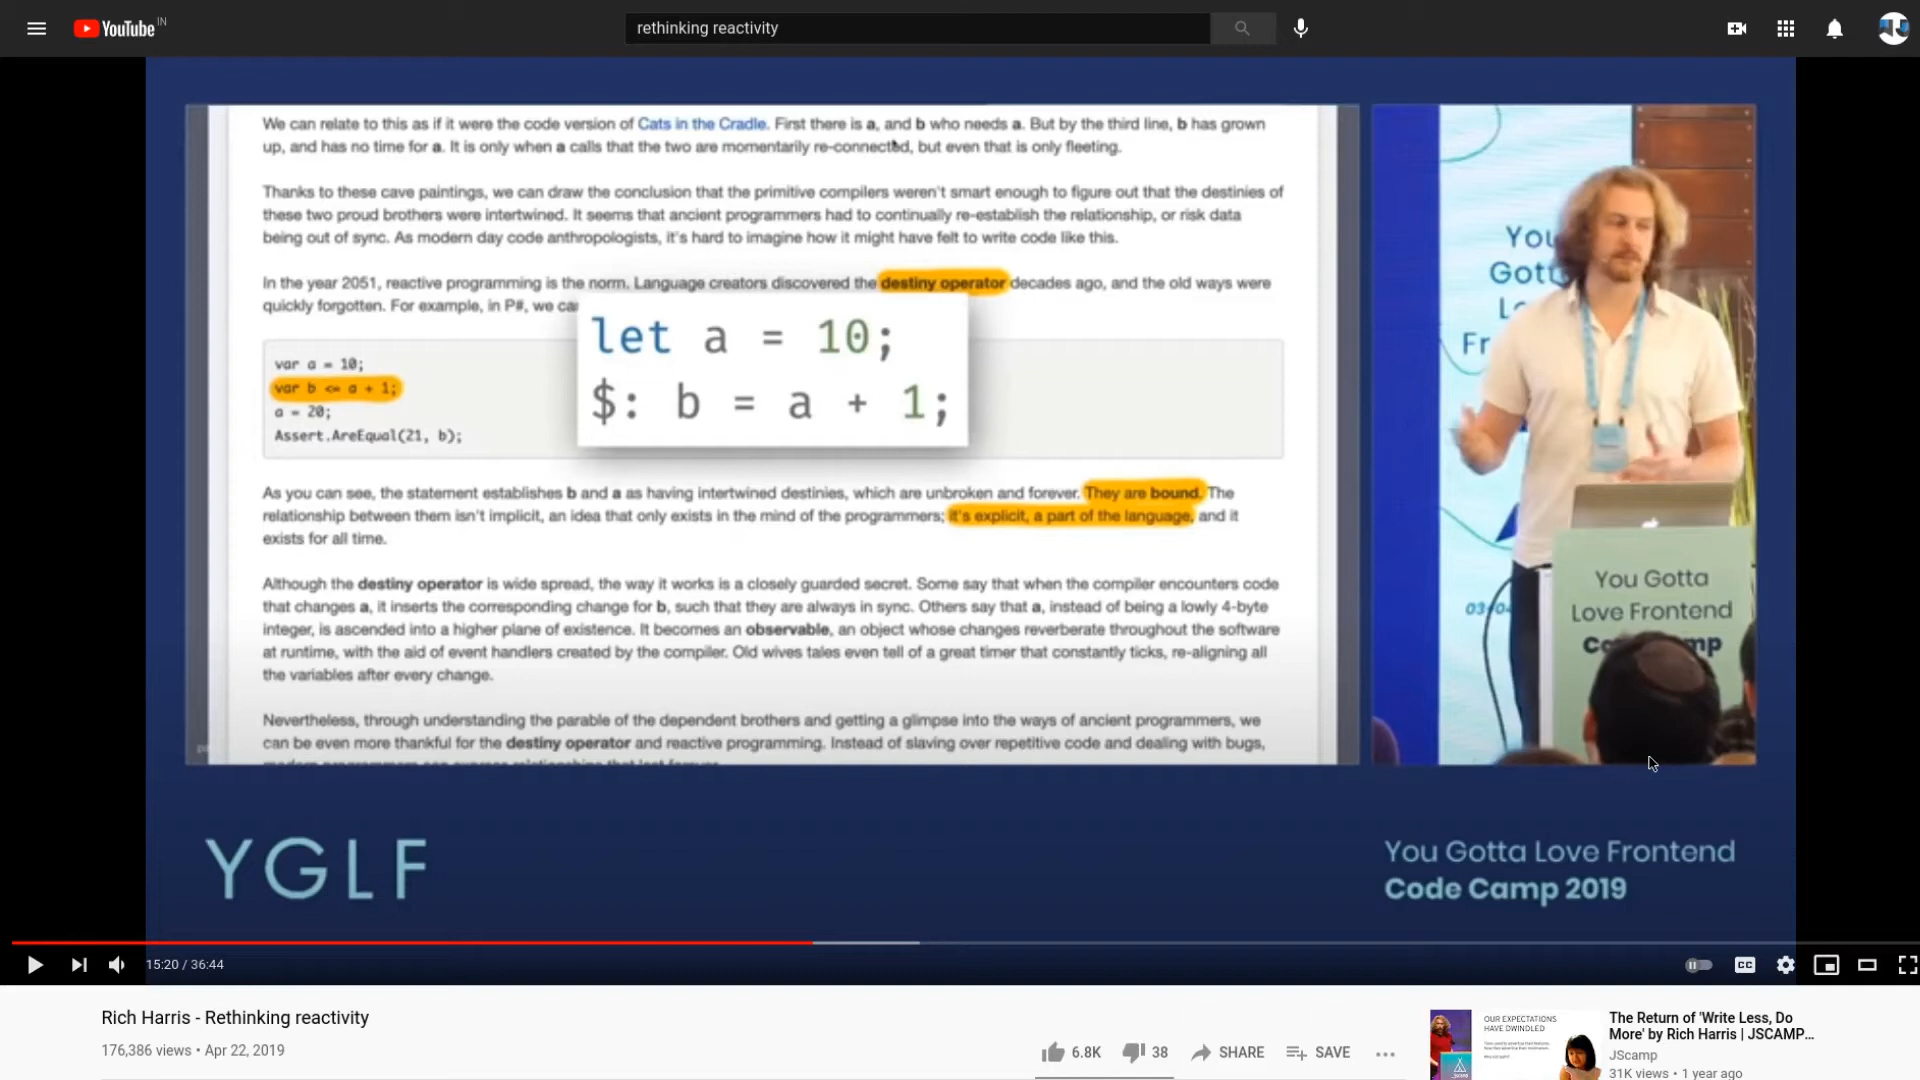 YouTube IN
rethinking reactivity
We can relate to this as if it were the code version of Cats in the Cradle. First there is a, and b who needs a. But by the third line, b has grown
up, and has no time for a. It is only when a calls that the two are momentarily re-connected, but even that is only fleeting.
Thanks to these cave paintings, we can draw the conclusion that the primitive compilers weren't smart enough to figure out that the destinies of
these two proud brothers were intertwined. It seems that ancient programmers had to continually re-establish the relationship, or risk data
being out of sync. As modern day code anthropologists, it's hard to imagine how it might have felt to write code like this.
In the year 2051, reactive programming is the norm. Language creators discovered the destiny operator decades ago, and the old ways were
quickly forgotten. For example, in P#, we ca
let a = 10;
$: b = a + 1;
var a = 10;
var b <= a + 1;
a = 20;
Assert.AreEqual(21, b);
As you can see, the statement establishes b and a as having intertwined destinies, which are unbroken and forever. They are bound. The
relationship between them isn't implicit, an idea that only exists in the mind of the programmers; it's explicit, a part of the language, and it
exists for all time.
Although the destiny operator is wide spread, the way it works is a closely guarded secret. Some say that when the compiler encounters code
that changes a, it inserts the corresponding change for b, such that they are always in sync. Others say that a, instead of being a lowly 4-byte
integer, is ascended into a higher plane of existence. It becomes an observable, an object whose changes reverberate throughout the software
at runtime, with the aid of event handlers created by the compiler. Old wives tales even tell of a great timer that constantly ticks, re-aligning all
the variables after every change.
Nevertheless, through understanding the parable of the dependent brothers and getting a glimpse into the ways of ancient programmers, we
can be even more thankful for the destiny operator and reactive programming. Instead of slaving over repetitive code and dealing with bugs,
You
Gott
Lo
Fr
03-04
You Gotta
Love Frontend
Co mp
YGLF
You Gotta Love Frontend
Code Camp 2019
15:20 / 36:44
CC
Rich Harris - Rethinking reactivity
176,386 views • Apr 22, 2019
6.8K 38 SHARE SAVE
OUR EXPECTATIONS
HAVE DWINDLED
The Return of 'Write Less, Do
More' by Rich Harris | JSCAMP...
JScamp
31K views • 1 year ago